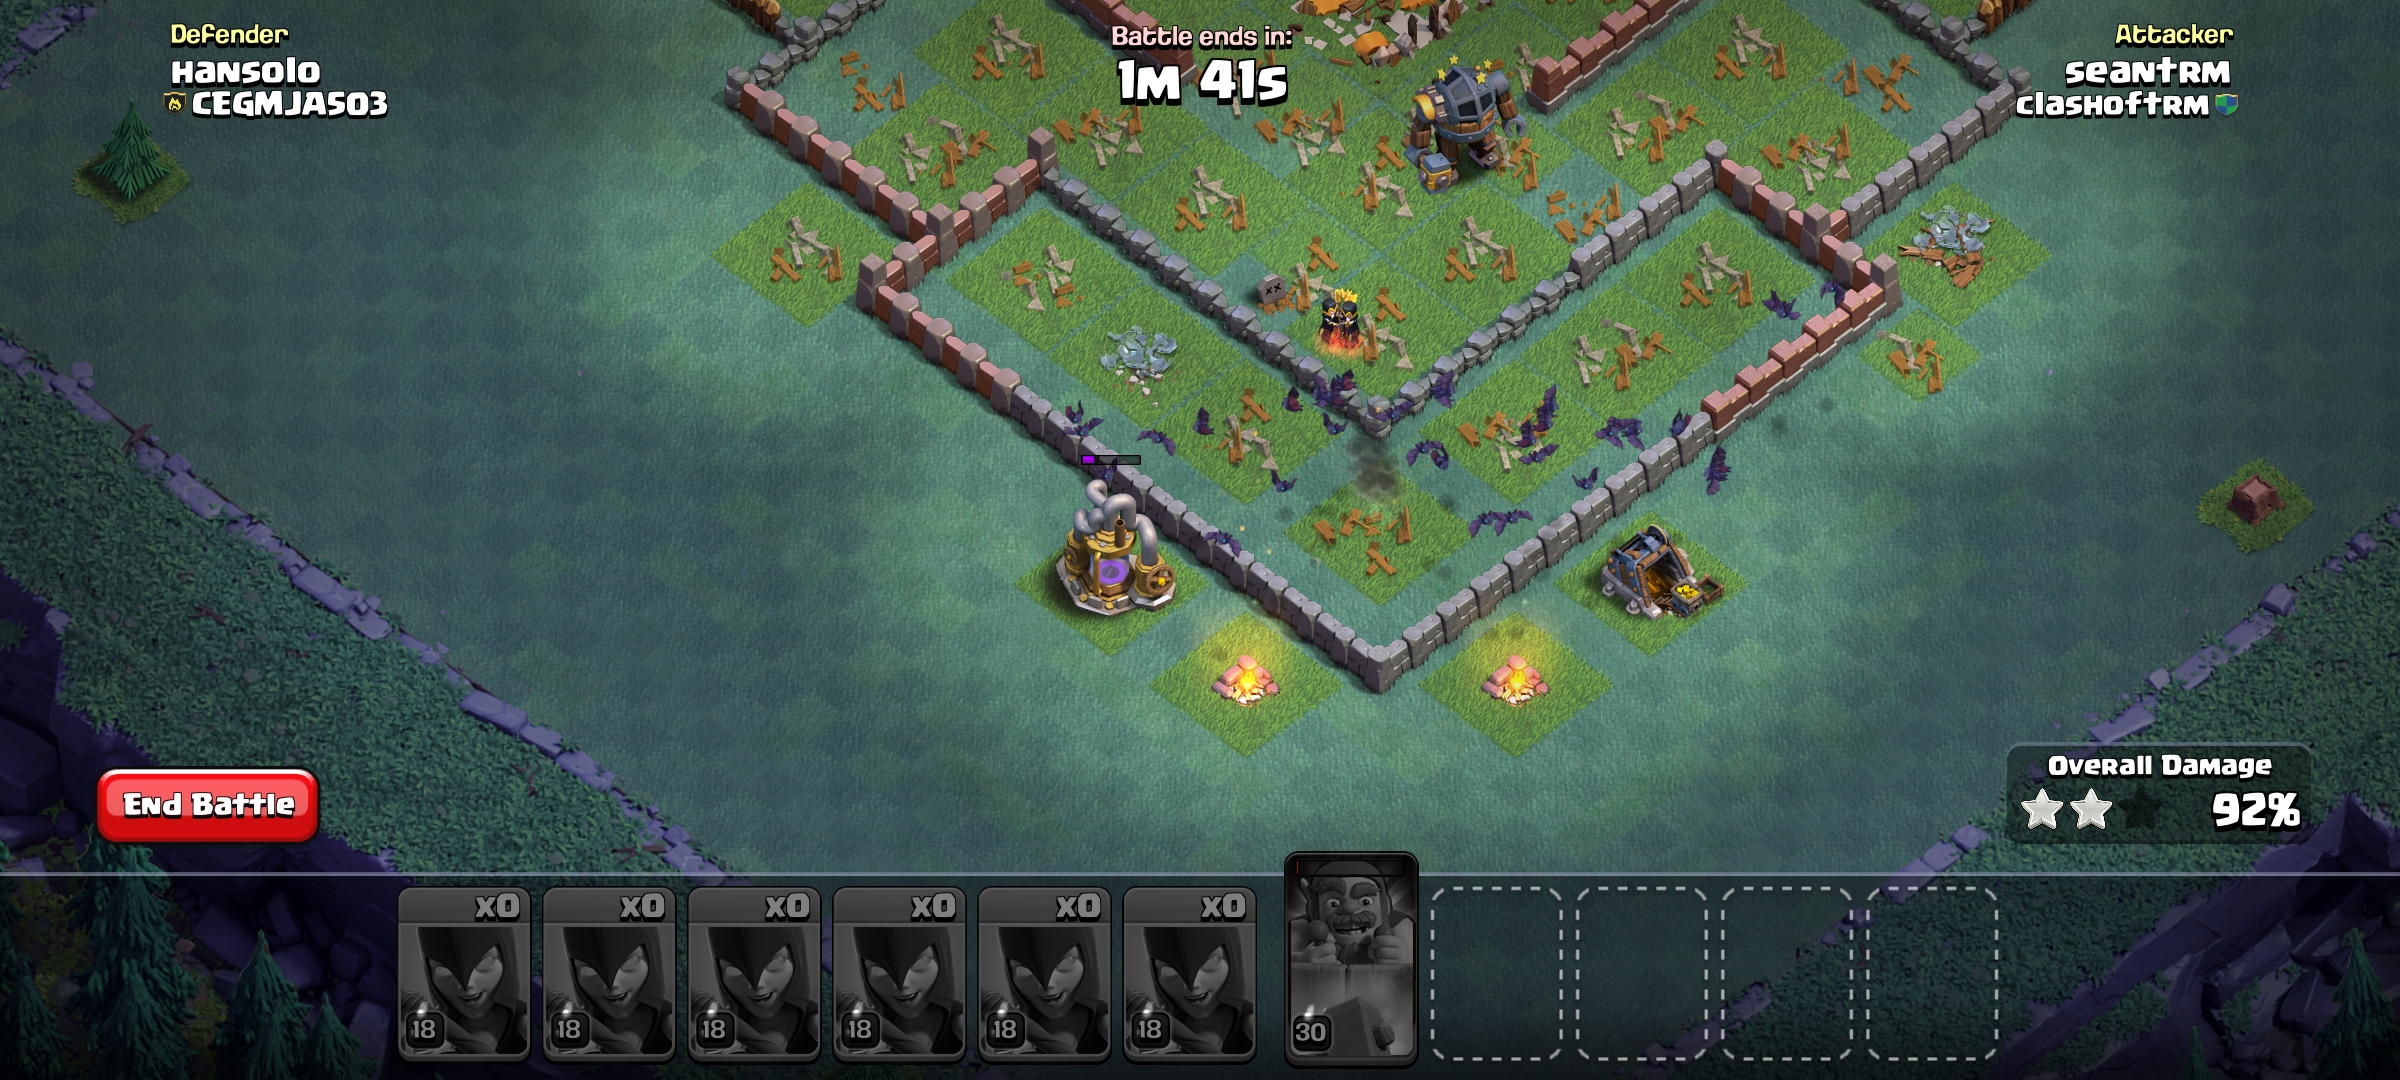 Defender
Hansolo
CEGMJA503
Battle ends in:
1M 41s
Attacker
seantRM
clashoftRM
End Battle
Overall Damage
92%
x0
x0
x0
x0
x0
x0
18
18
18
18
18
18
30